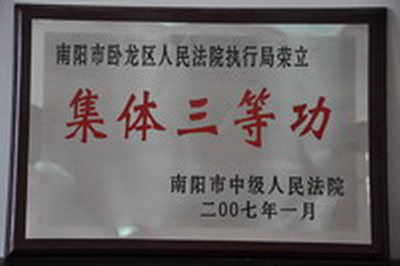 南阳市卧龙区人民法院执行局荣立
集体三等功
南阳市中级人民法院
二00七年一月